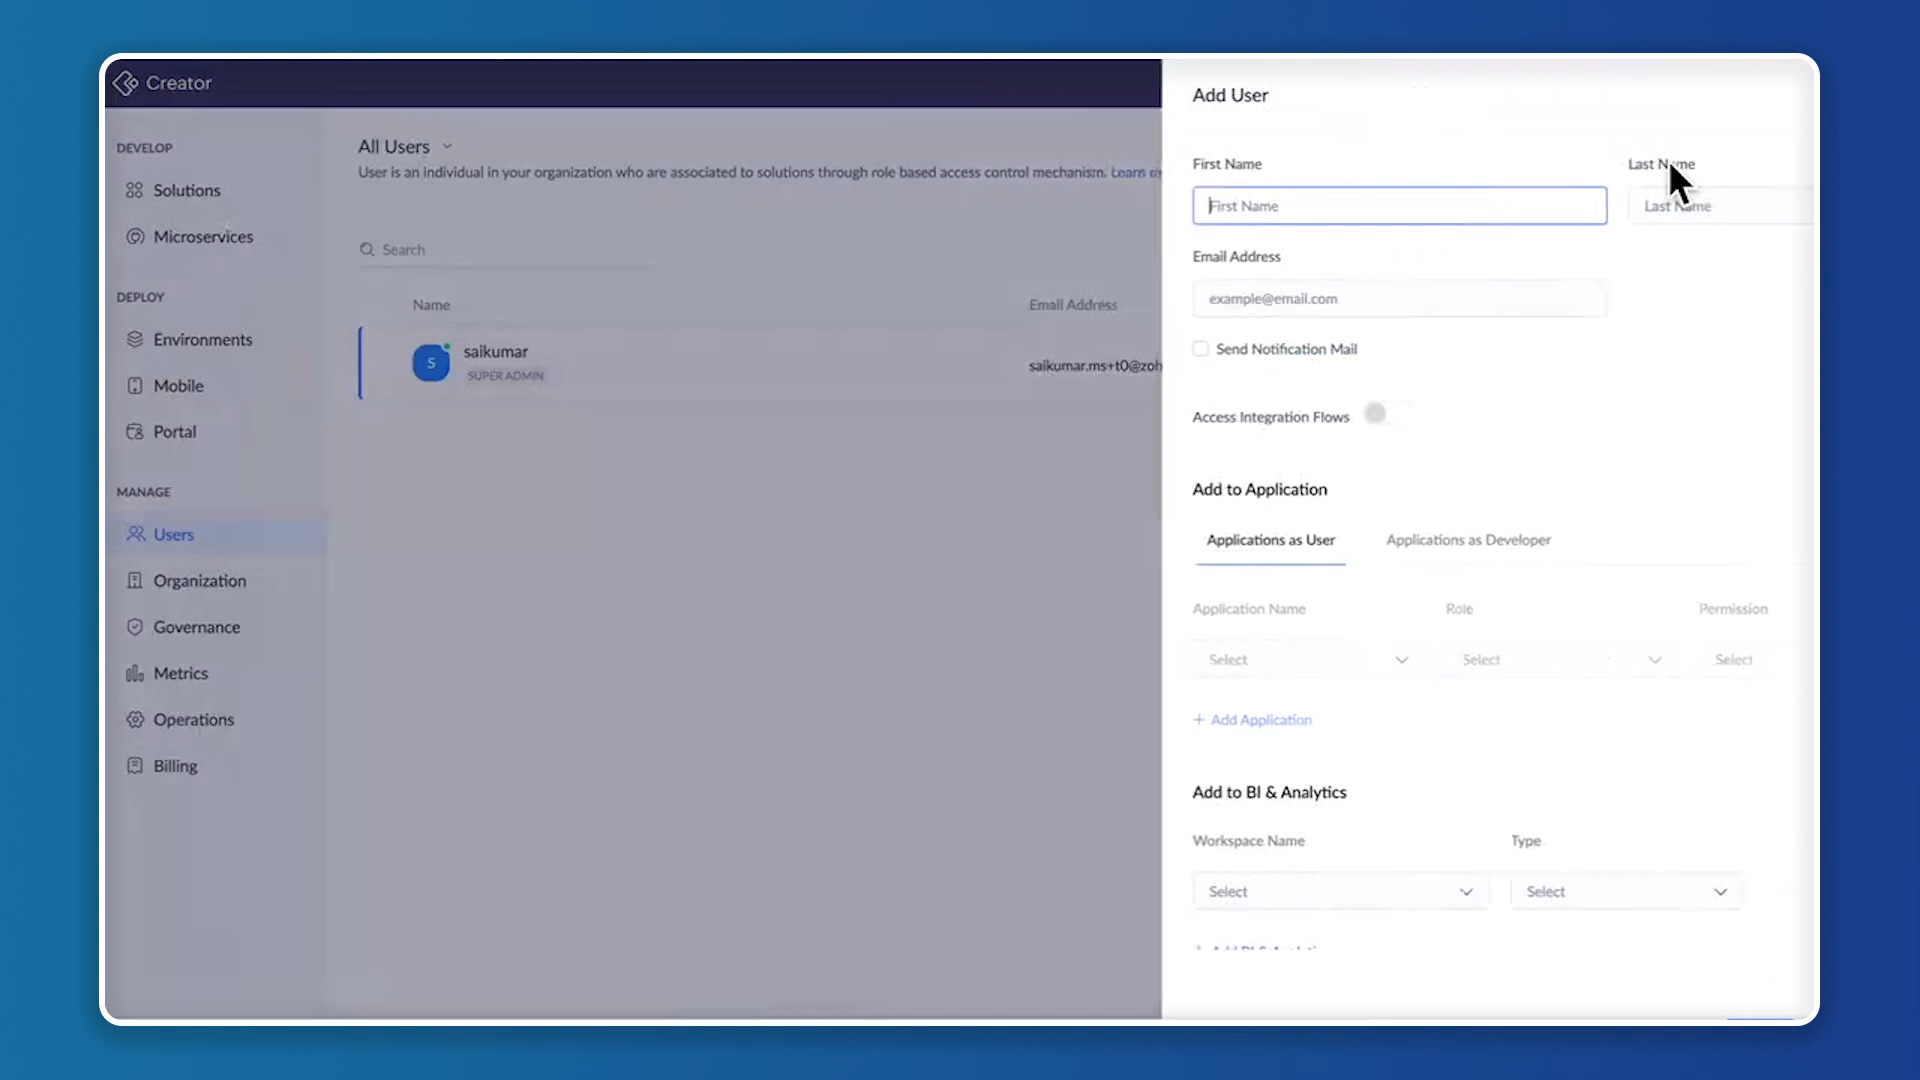 Creator
DEVELOP
Solutions
Microservices
DEPLOY
Environments
Mobile
Portal
MANAGE
Users
Organization
Governance
Metrics
Operations
Billing
All Users
User is an individual in your organization who are associated to solutions through role based access control mechanism. Learn
Search
Name Email Address
S saikumar
SUPER ADMIN
saikumar.ms+t0@zoh
Add User
First Name Last Name
First Name Last Name
Email Address
example@email.com
Send Notification Mail
Access Integration Flows
Add to Application
Applications as User Applications as Developer
Application Name Role Permission
Select Select Select
+ Add Application
Add to BI & Analytics
Workspace Name Type
Select Select